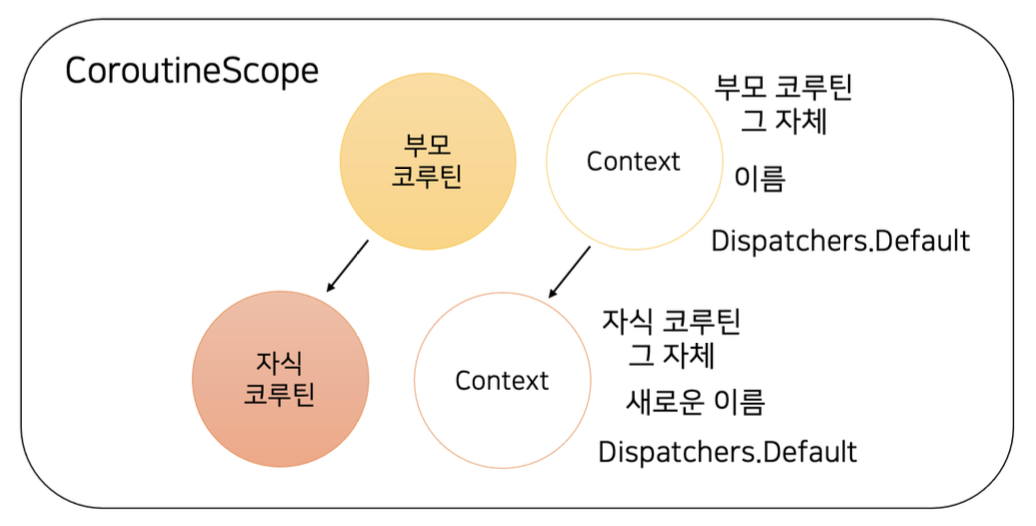 CoroutineScope
부모
코루틴
Context
부모 코루틴
그 자체
이름
Dispatchers.Default
자식
코루틴
Context
자식 코루틴
그 자체
새로운 이름
Dispatchers.Default